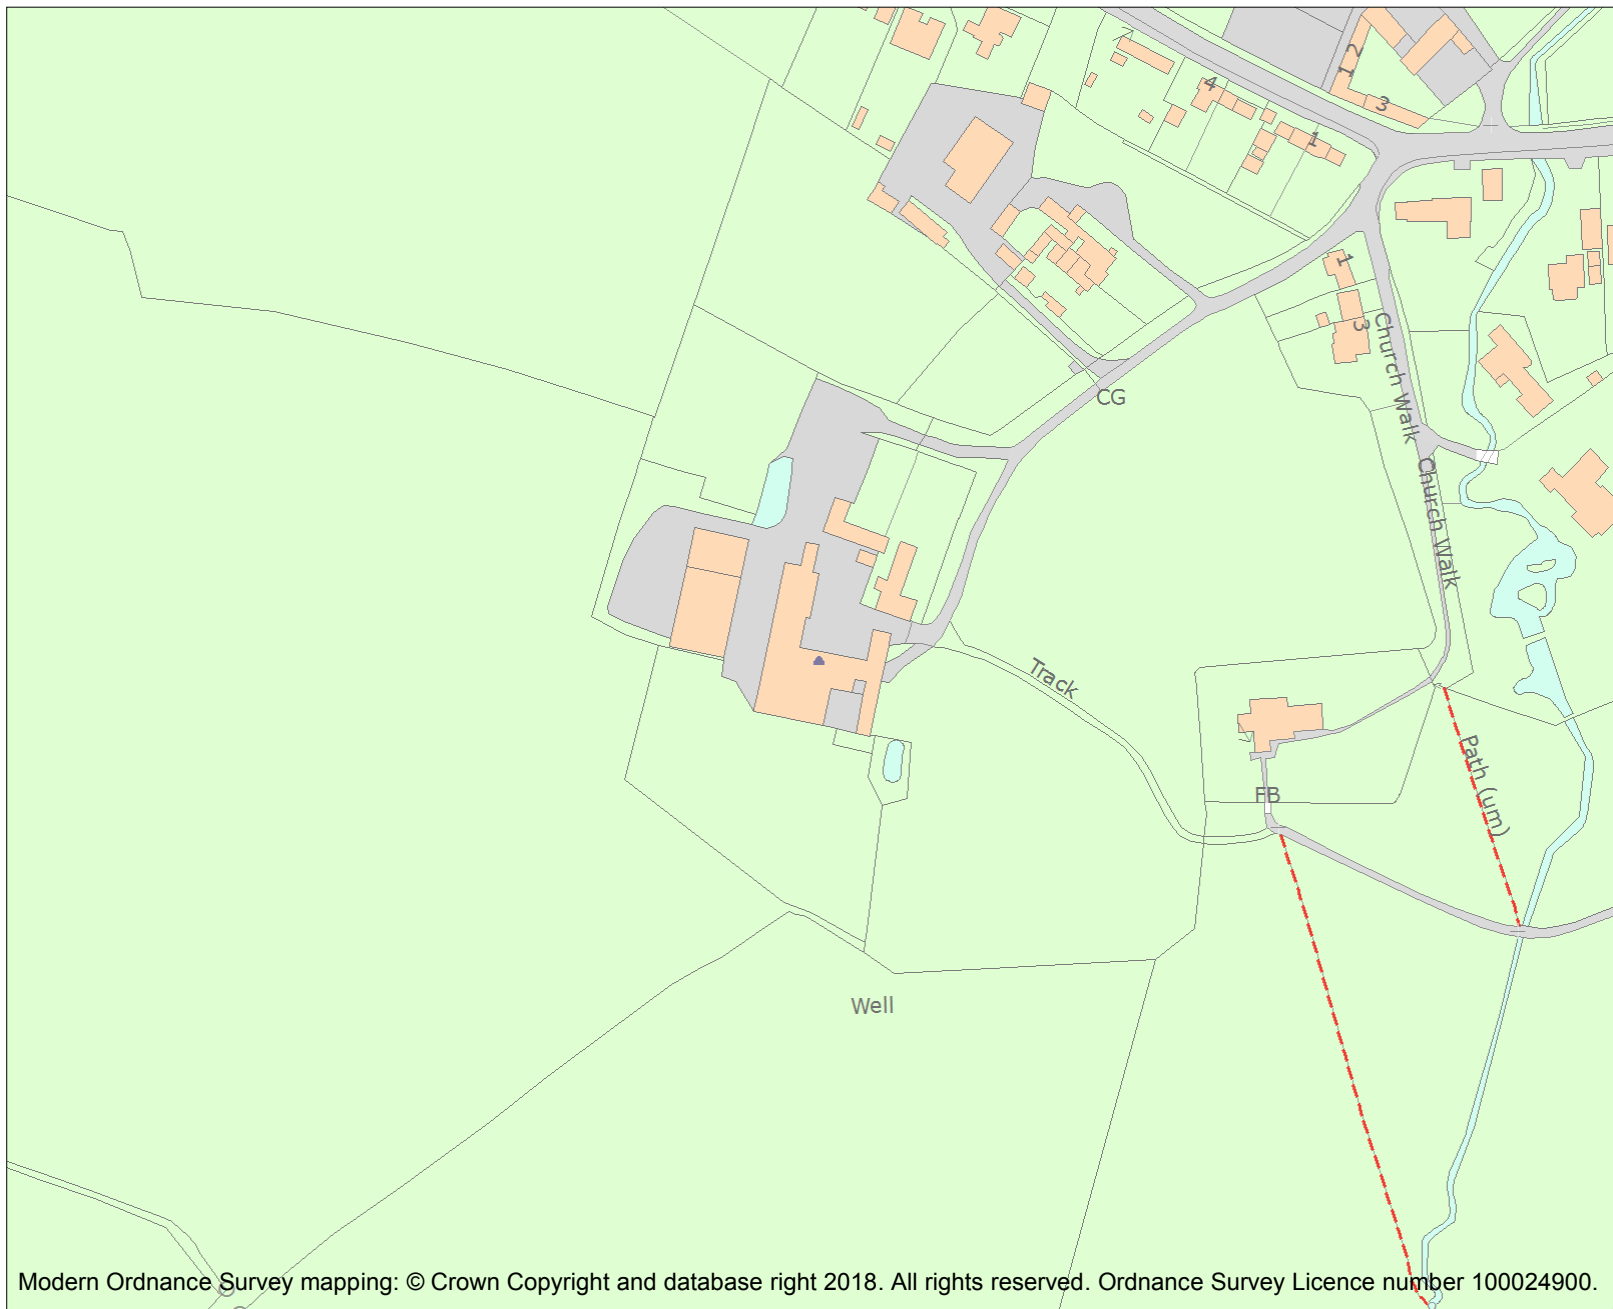 1 2
3
4
1
1
3
Church Walk
CG
Church Walk
Track
Path (um)
FB
Well
Modern Ordnance Survey mapping: © Crown Copyright and database right 2018. All rights reserved. Ordnance Survey Licence number 100024900.